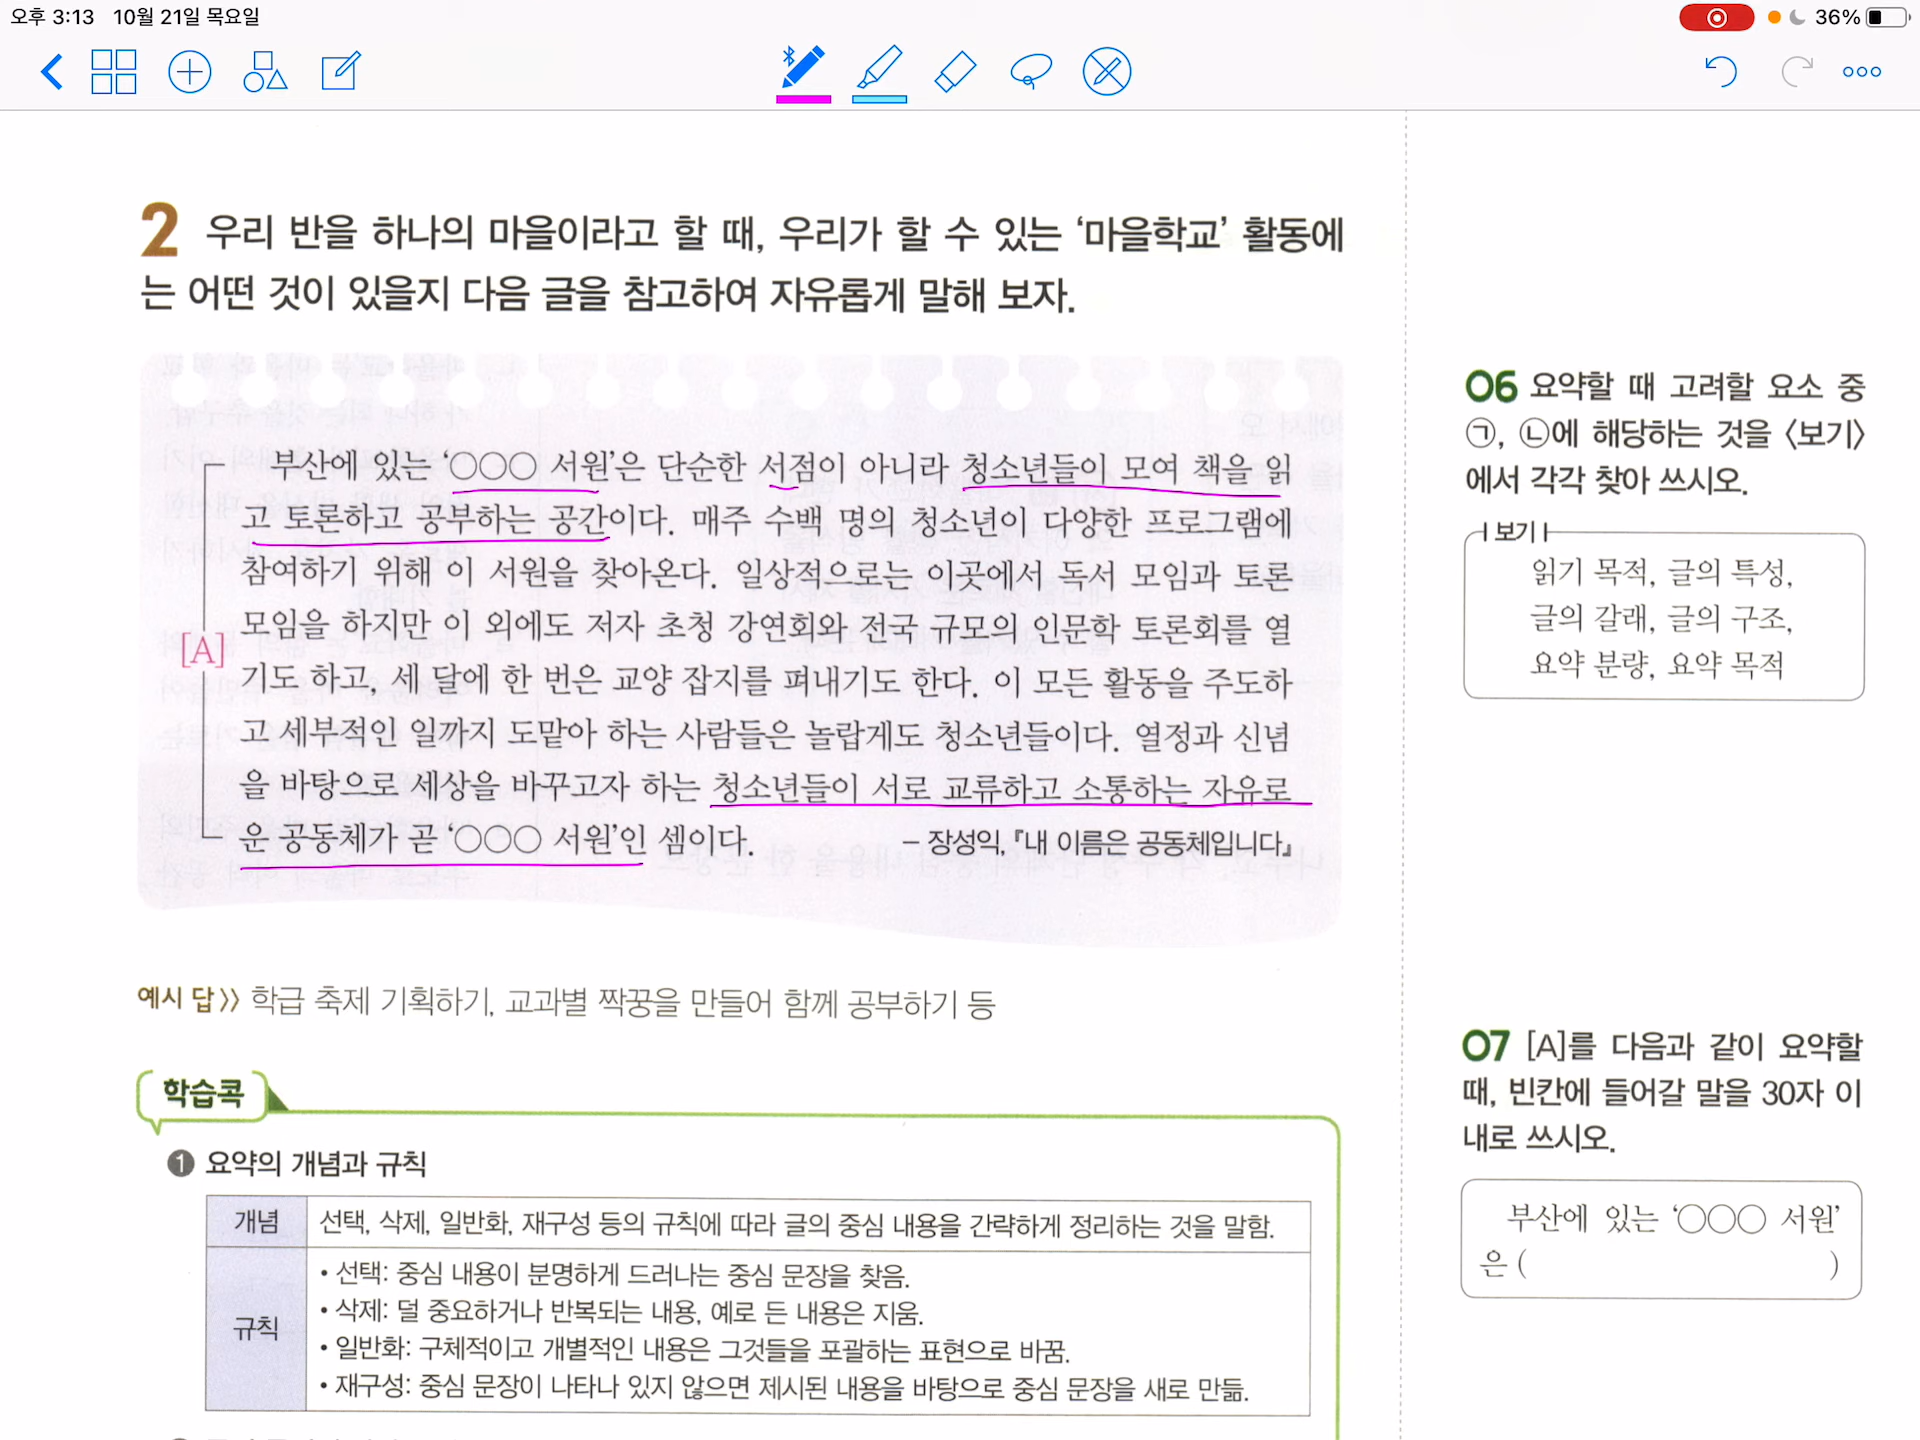 오후 3:13 10월 21일 목요일
36%
2 우리 반을 하나의 마을이라고 할 때, 우리가 할 수 있는 ‘마을학교’ 활동에
는 어떤 것이 있을지 다음 글을 참고하여 자유롭게 말해 보자.
부산에 있는 ‘○○○ 서원’은 단순한 서점이 아니라 청소년들이 모여 책을 읽
고 토론하고 공부하는 공간이다. 매주 수백 명의 청소년이 다양한 프로그램에
참여하기 위해 이 서원을 찾아온다. 일상적으로는 이곳에서 독서 모임과 토론
모임을 하지만 이 외에도 저자 초청 강연회와 전국 규모의 인문학 토론회를 열
[A]
기도 하고, 세 달에 한 번은 교양 잡지를 펴내기도 한다. 이 모든 활동을 주도하
고 세부적인 일까지 도맡아 하는 사람들은 놀랍게도 청소년들이다. 열정과 신념
을 바탕으로 세상을 바꾸고자 하는 청소년들이 서로 교류하고 소통하는 자유로
운 공동체가 곧 ‘○○○ 서원’인 셈이다.
– 장성익, 『내 이름은 공동체입니다』
예시 답 》 학급 축제 기획하기, 교과별 짝꿍을 만들어 함께 공부하기 등
학습콕
❶ 요약의 개념과 규칙
개념 선택, 삭제, 일반화, 재구성 등의 규칙에 따라 글의 중심 내용을 간략하게 정리하는 것을 말함.
규칙
• 선택: 중심 내용이 분명하게 드러나는 중심 문장을 찾음.
• 삭제: 덜 중요하거나 반복되는 내용, 예로 든 내용은 지움.
• 일반화: 구체적이고 개별적인 내용은 그것들을 포괄하는 표현으로 바꿈.
• 재구성: 중심 문장이 나타나 있지 않으면 제시된 내용을 바탕으로 중심 문장을 새로 만듦.
06 요약할 때 고려할 요소 중
㉠, ㉡에 해당하는 것을 〈보기〉
에서 각각 찾아 쓰시오.
보기
읽기 목적, 글의 특성,
글의 갈래, 글의 구조,
요약 분량, 요약 목적
07 [A]를 다음과 같이 요약할
때, 빈칸에 들어갈 말을 30자 이
내로 쓰시오.
부산에 있는 ‘○○○ 서원’
은 ( )